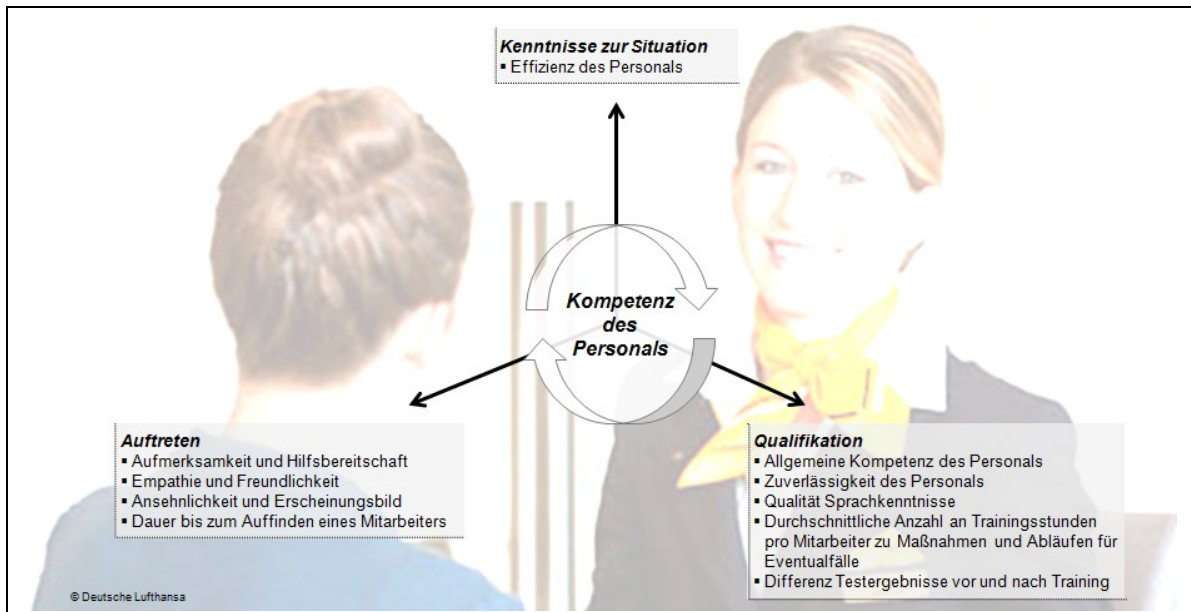 Kenntnisse zur Situation
▪ Effizienz des Personals
Kompetenz
des
Personals
Auftreten
▪ Aufmerksamkeit und Hilfsbereitschaft
▪ Empathie und Freundlichkeit
▪ Ansehnlichkeit und Erscheinungsbild
▪ Dauer bis zum Auffinden eines Mitarbeiters
Qualifikation
▪ Allgemeine Kompetenz des Personals
▪ Zuverlässigkeit des Personals
▪ Qualität Sprachkenntnisse
▪ Durchschnittliche Anzahl an Trainingsstunden
pro Mitarbeiter zu Maßnahmen und Abläufen für
Eventualfälle
▪ Differenz Testergebnisse vor und nach Training
© Deutsche Lufthansa